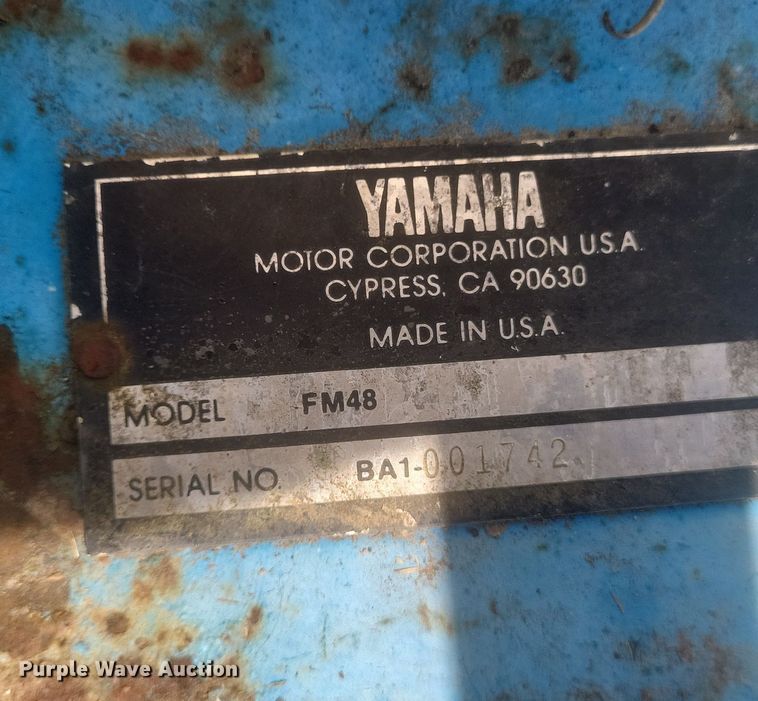 YAMAHA
MOTOR CORPORATION U.S.A.
CYPRESS, CA 90630
MADE IN U.S.A.
MODEL FM48
SERIAL NO. BA1-001742
Purple Wave Auction